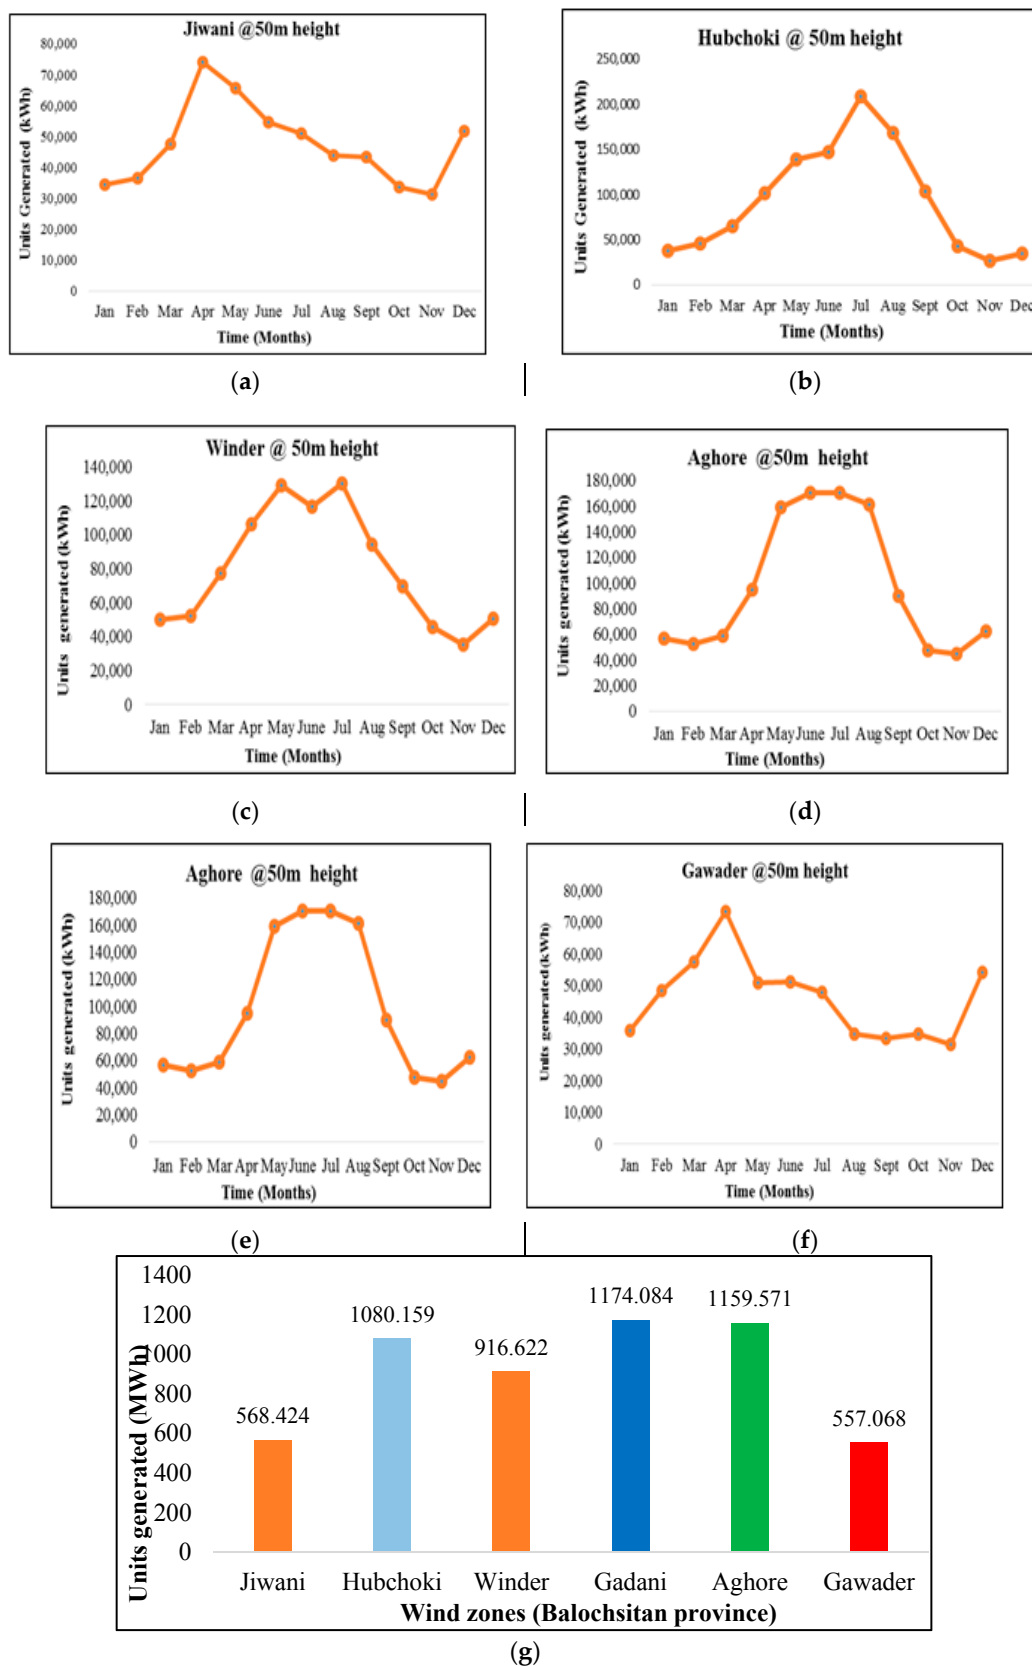 Jiwani @50m height
80,000
70,000
60,000
50,000
40,000
30,000
20,000
10,000
0
Units Generated (kWh)
Jan Feb Mar Apr May June Jul Aug Sept Oct Nov Dec
Time (Months)
(a)
Hubchoki @ 50m height
250,000
200,000
150,000
100,000
50,000
0
Units Generated (kWh)
Jan Feb Mar Apr May June Jul Aug Sept Oct Nov Dec
Time (Months)
(b)
Winder @ 50m height
140,000
120,000
100,000
80,000
60,000
40,000
20,000
0
Units generated (kWh)
Jan Feb Mar Apr May June Jul Aug Sept Oct Nov Dec
Time (Months)
(c)
Aghore @50m height
180,000
160,000
140,000
120,000
100,000
80,000
60,000
40,000
20,000
0
Units generated (kWh)
Jan Feb Mar Apr May June Jul Aug Sept Oct Nov Dec
Time (Months)
(d)
Aghore @50m height
180,000
160,000
140,000
120,000
100,000
80,000
60,000
40,000
20,000
0
Units generated (kWh)
Jan Feb Mar Apr May June Jul Aug Sept Oct Nov Dec
Time (Months)
(e)
Gawader @50m height
80,000
70,000
60,000
50,000
40,000
30,000
20,000
10,000
0
Units generated(kWh)
Jan Feb Mar Apr May June Jul Aug Sept Oct Nov Dec
Time (Months)
(f)
1400
1200
1000
800
600
400
200
0
Units generated (MWh)
568.424
1080.159
916.622
1174.084
1159.571
557.068
Jiwani Hubchoki Winder Gadani Aghore Gawader
Wind zones (Balochsitan province)
(g)